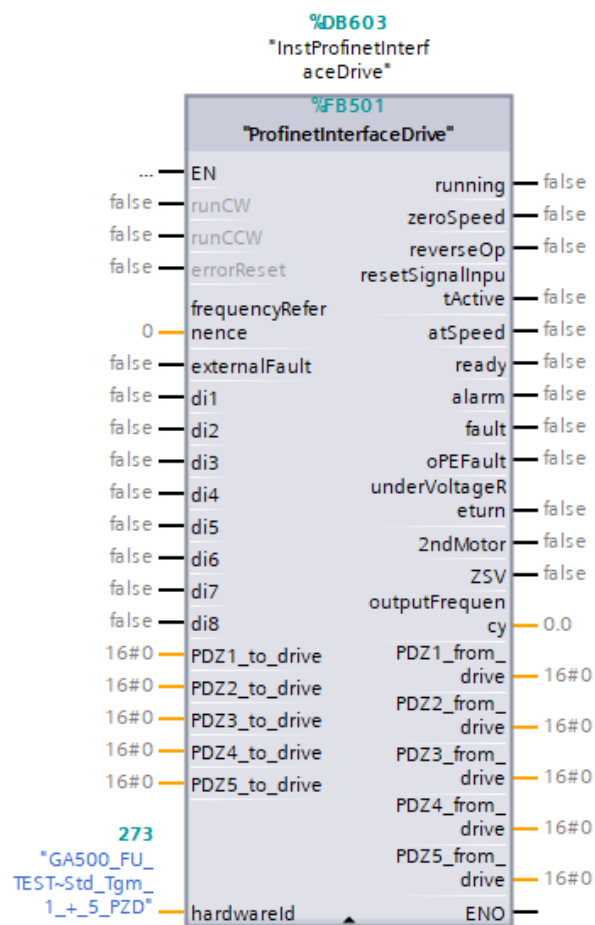 %DB603
"InstProfinetInterf
aceDrive"
%FB501
"ProfinetInterfaceDrive"
... EN
running false
false runCW
zeroSpeed false
false runCCW
reverseOp false
false errorReset
resetSignalInpu
tActive false
frequencyRefer
0 nence
atSpeed false
false externalFault
ready false
false di1
alarm false
false di2
fault false
false di3
oPEFault false
false di4
underVoltageR
eturn false
false di5
2ndMotor false
false di6
ZSV false
false di7
outputFrequen
cy 0.0
false di8
16#0 PDZ1_to_drive
PDZ1_from_
drive 16#0
16#0 PDZ2_to_drive
PDZ2_from_
drive 16#0
16#0 PDZ3_to_drive
PDZ3_from_
drive 16#0
16#0 PDZ4_to_drive
16#0 PDZ5_to_drive
PDZ4_from_
drive 16#0
PDZ5_from_
drive 16#0
273
"GA500_FU_
TEST~Std_Tgm_
1_+_5_PZD" hardwareId
ENO